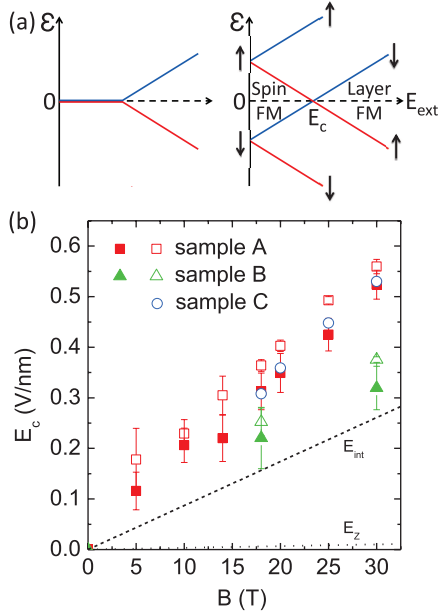 (a)
ε
ε
0
0
Spin
FM
Layer
FM
E_c
E_ext
(b)
0.6
0.5
0.4
0.3
0.2
0.1
0.0
E_c (V/nm)
sample A
sample B
sample C
E_int
E_Z
0 5 10 15 20 25 30
B (T)